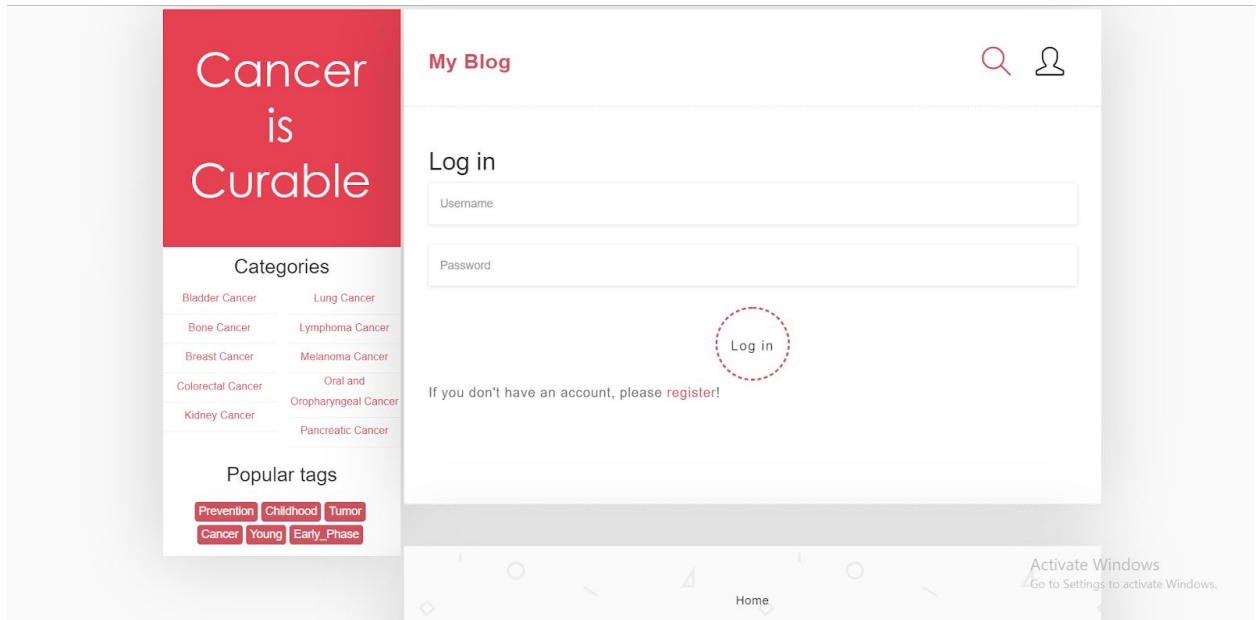 Cancer
is
Curable
Categories
Bladder Cancer
Bone Cancer
Breast Cancer
Colorectal Cancer
Kidney Cancer
Lung Cancer
Lymphoma Cancer
Melanoma Cancer
Oral and
Oropharyngeal Cancer
Pancreatic Cancer
Popular tags
Prevention Childhood Tumor
Cancer Young Early_Phase
My Blog
Log in
Username
Password
Log in
If you don't have an account, please register!
Home
Activate Windows
Go to Settings to activate Windows.